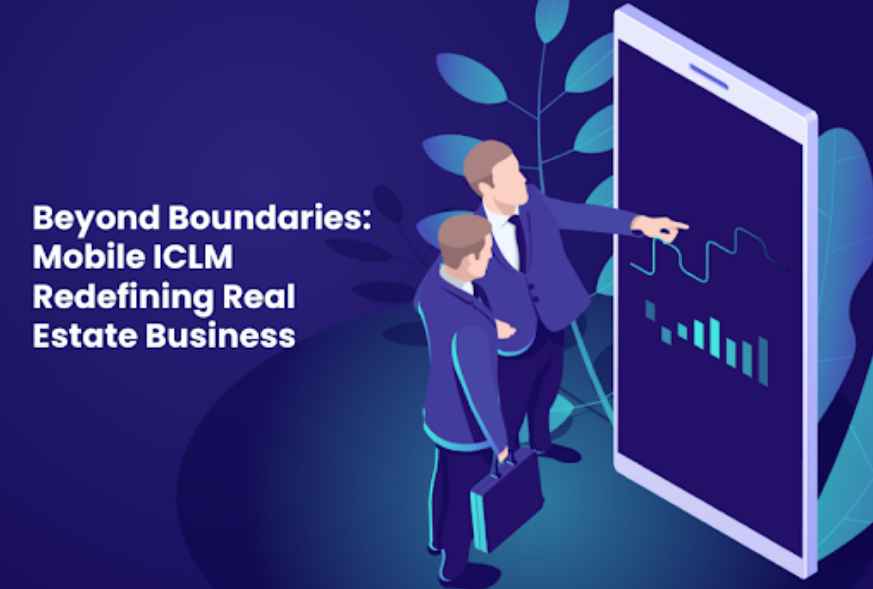 Beyond Boundaries:
Mobile ICLM
Redefining Real
Estate Business